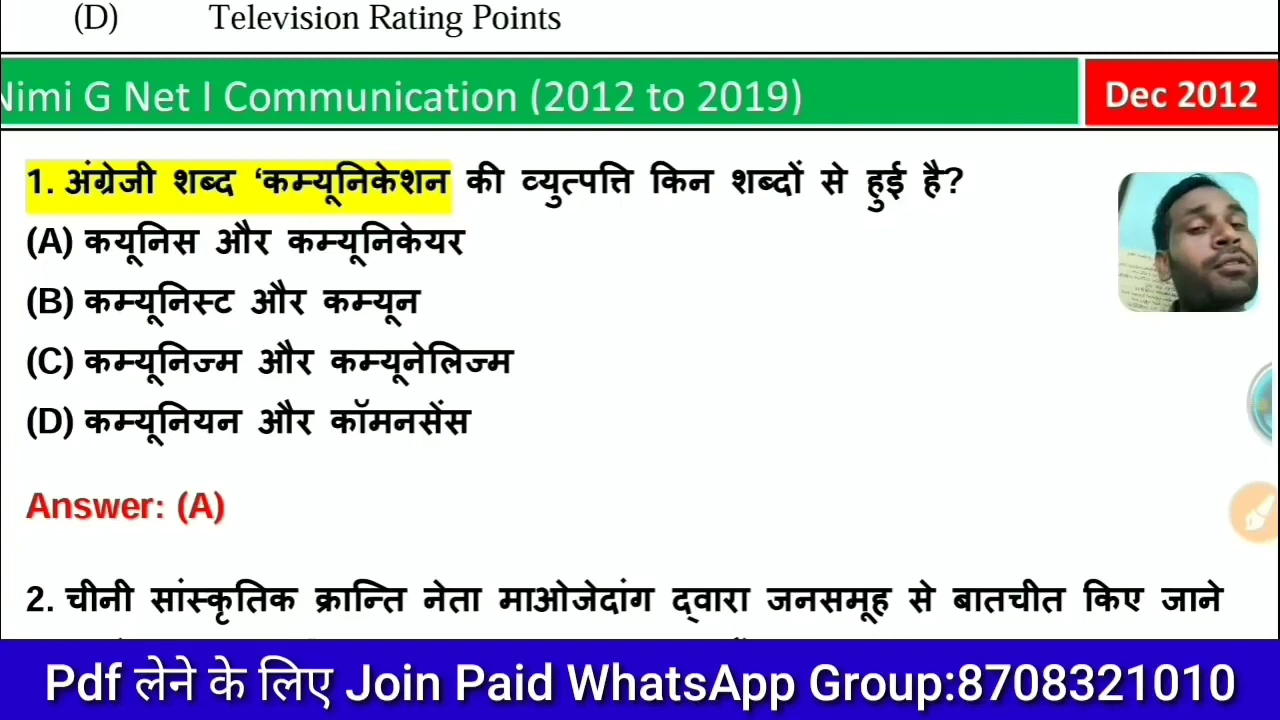 (D) Television Rating Points
Nimi G Net I Communication (2012 to 2019)
Dec 2012
1. अंग्रेजी शब्द ‘कम्यूनिकेशन की व्युत्पत्ति किन शब्दों से हुई है?
(A) कयूनिस और कम्यूनिकेयर
(B) कम्यूनिस्ट और कम्यून
(C) कम्यूनिज्म और कम्यूनेलिज्म
(D) कम्यूनियन और कॉमनसेंस
Answer: (A)
2. चीनी सांस्कृतिक क्रान्ति नेता माओजेदांग द्वारा जनसमूह से बातचीत किए जाने
Pdf लेने के लिए Join Paid WhatsApp Group:8708321010